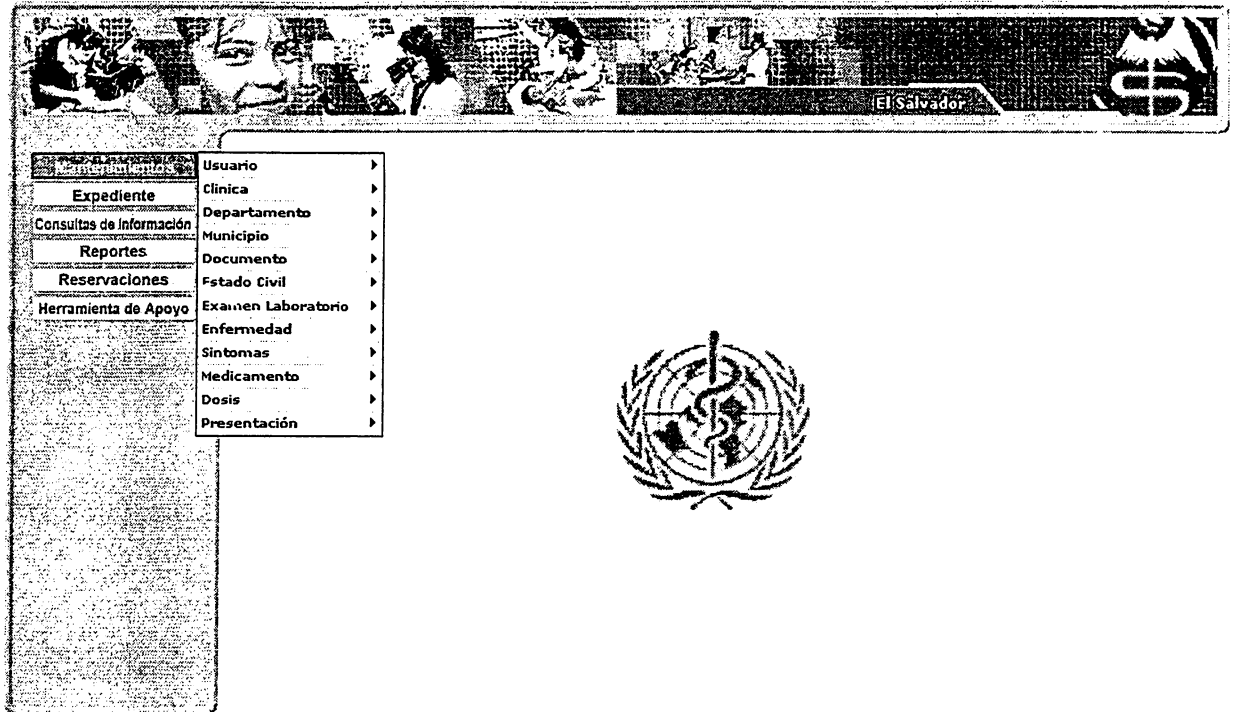 El Salvador
Mantenimientos
Expediente
Consultas de Información
Reportes
Reservaciones
Herramienta de Apoyo
Usuario
Clinica
Departamento
Municipio
Documento
Estado Civil
Examen Laboratorio
Enfermedad
Sintomas
Medicamento
Dosis
Presentación